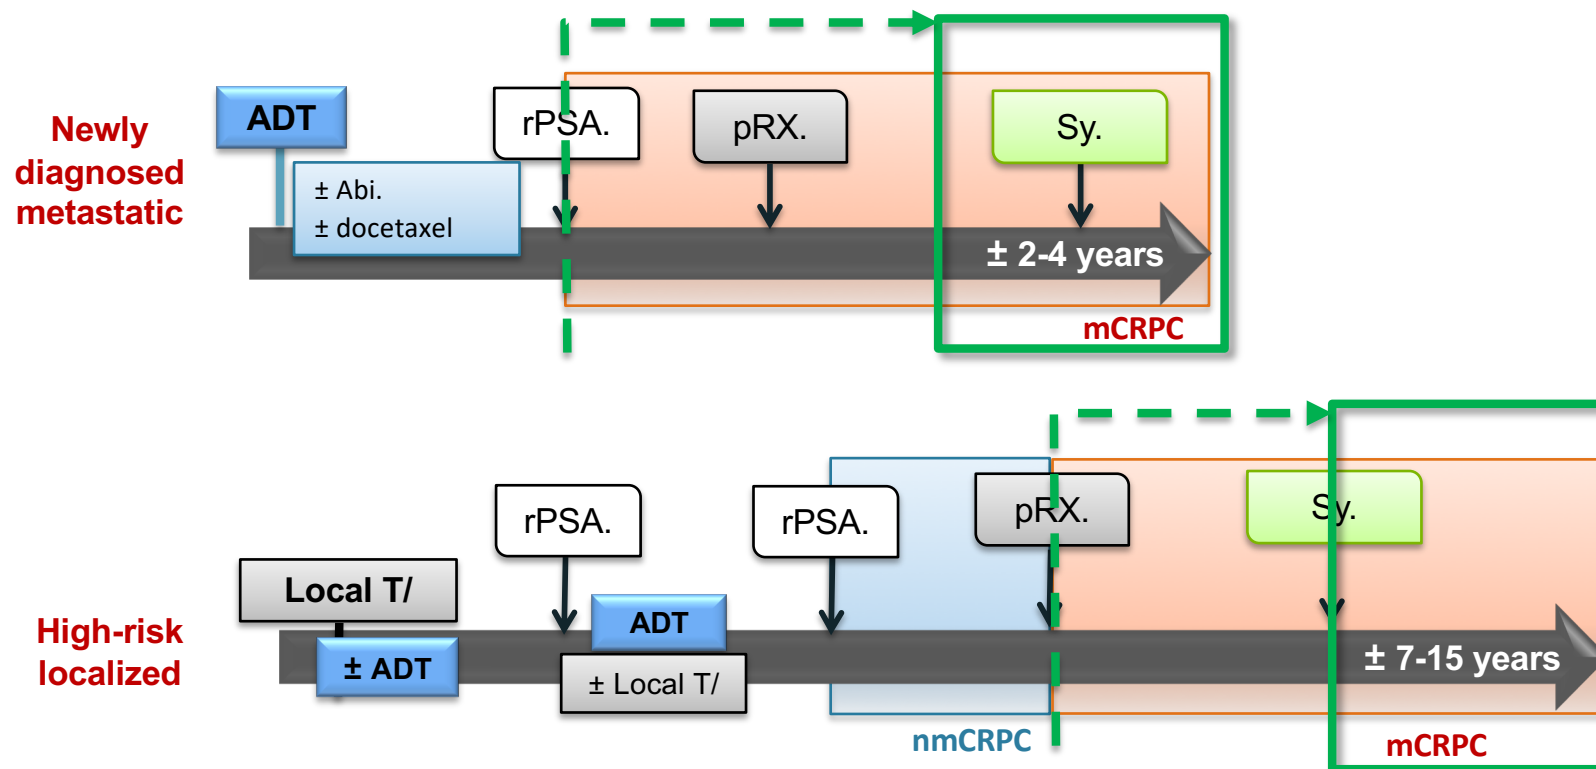 Newly
diagnosed
metastatic
ADT
± Abi.
± docetaxel
rPSA.
pRX.
Sy.
± 2-4 years
mCRPC
High-risk
localized
Local T/
± ADT
rPSA.
ADT
± Local T/
rPSA.
pRX.
Sy.
± 7-15 years
nmCRPC
mCRPC